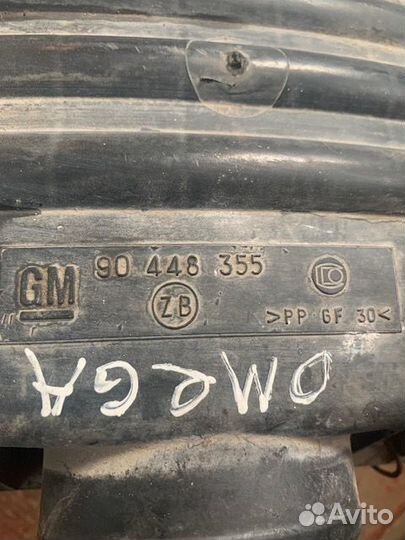 GM 90 448 355
ZB
>PP GF 30<
OMEGA
Avito